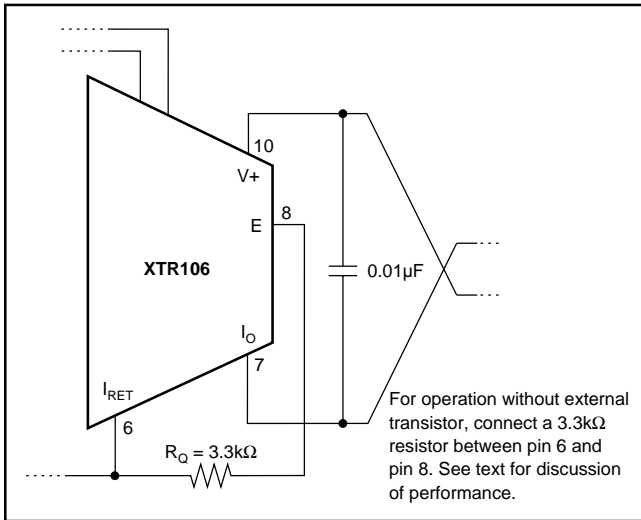 10
V+
8
E
XTR106
0.01µF
I_O
7
I_RET
6
R_Q = 3.3kΩ
For operation without external
transistor, connect a 3.3kΩ
resistor between pin 6 and
pin 8. See text for discussion
of performance.